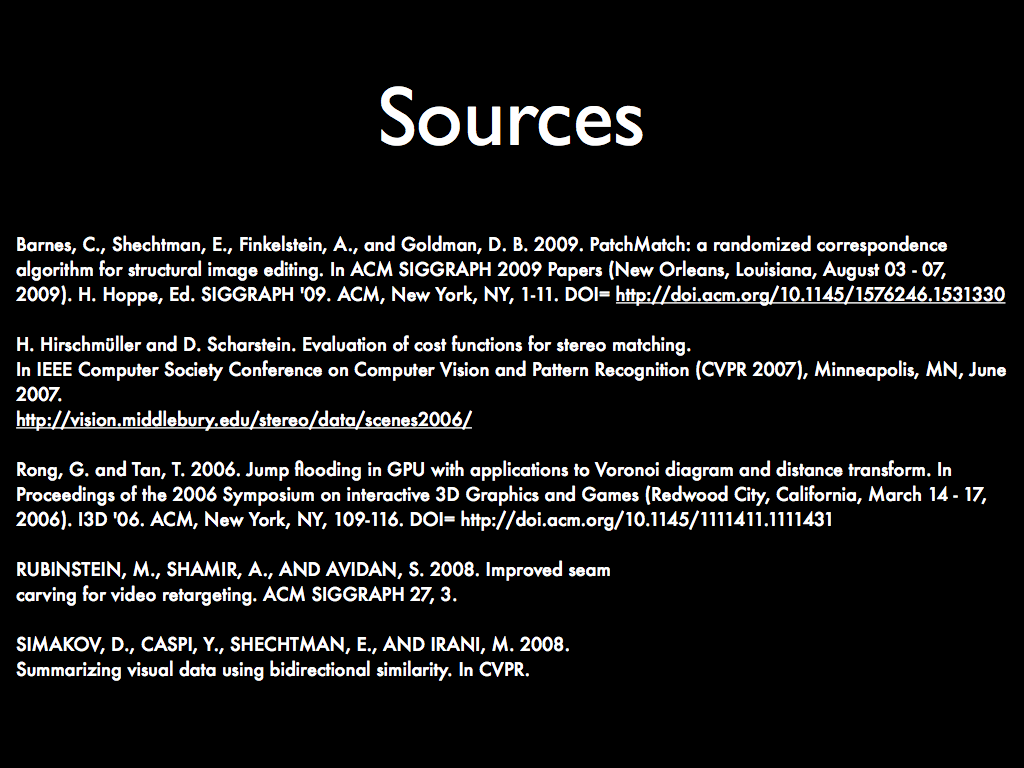 Sources
Barnes, C., Shechtman, E., Finkelstein, A., and Goldman, D. B. 2009. PatchMatch: a randomized correspondence
algorithm for structural image editing. In ACM SIGGRAPH 2009 Papers (New Orleans, Louisiana, August 03 - 07,
2009). H. Hoppe, Ed. SIGGRAPH '09. ACM, New York, NY, 1-11. DOI= http://doi.acm.org/10.1145/1576246.1531330
H. Hirschmüller and D. Scharstein. Evaluation of cost functions for stereo matching.
In IEEE Computer Society Conference on Computer Vision and Pattern Recognition (CVPR 2007), Minneapolis, MN, June
2007.
http://vision.middlebury.edu/stereo/data/scenes2006/
Rong, G. and Tan, T. 2006. Jump flooding in GPU with applications to Voronoi diagram and distance transform. In
Proceedings of the 2006 Symposium on interactive 3D Graphics and Games (Redwood City, California, March 14 - 17,
2006). I3D '06. ACM, New York, NY, 109-116. DOI= http://doi.acm.org/10.1145/1111411.1111431
RUBINSTEIN, M., SHAMIR, A., AND AVIDAN, S. 2008. Improved seam
carving for video retargeting. ACM SIGGRAPH 27, 3.
SIMAKOV, D., CASPI, Y., SHECHTMAN, E., AND IRANI, M. 2008.
Summarizing visual data using bidirectional similarity. In CVPR.